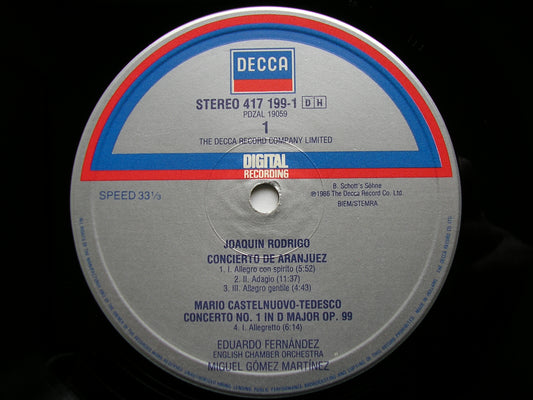 DECCA
STEREO 417 199-1 DH
PDZAL 19059
1
THE DECCA RECORD COMPANY LIMITED
DIGITAL
RECORDING
SPEED 33⅓
B. Schott's Söhne
℗1986 The Decca Record Co. Ltd.
BIEM/STEMRA
JOAQUIN RODRIGO
CONCIERTO DE ARANJUEZ
1. I. Allegro con spirito (5:52)
2. II. Adagio (11:37)
3. III. Allegro gentile (4:43)
MARIO CASTELNUOVO-TEDESCO
CONCERTO NO. 1 IN D MAJOR OP. 99
4. I. Allegretto (6:14)
EDUARDO FERNÁNDEZ
ENGLISH CHAMBER ORCHESTRA
MIGUEL GÓMEZ MARTÍNEZ